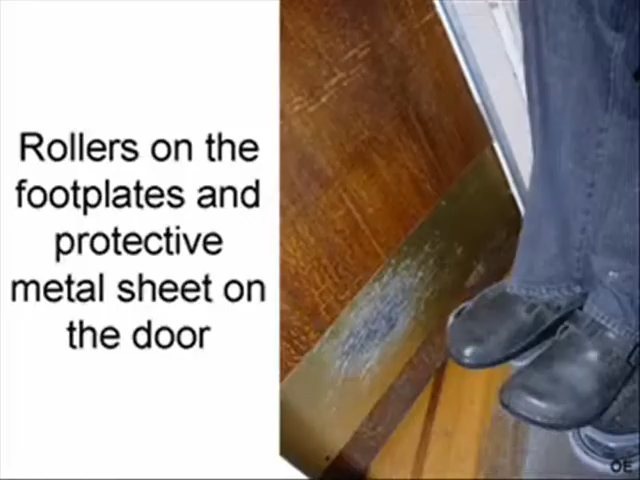 Rollers on the
footplates and
protective
metal sheet on
the door
OE